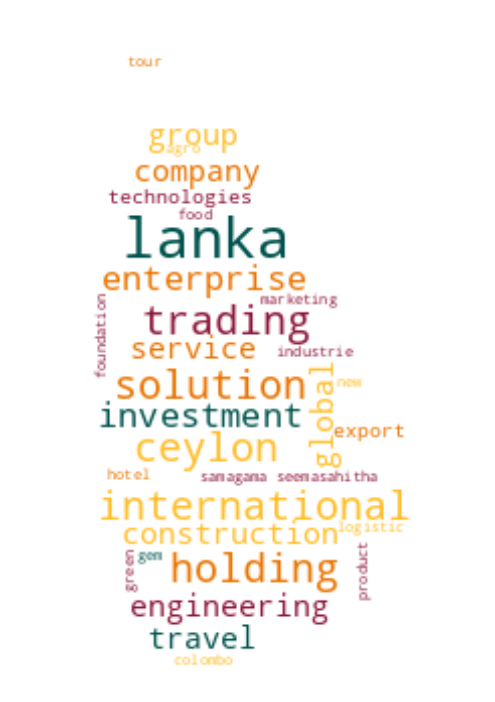 tour
group
agro
company
technologies
food
lanka
enterprise
marketing
foundation
trading
service
industrie
solution
new
global
investment
export
ceylon
hotel
samagama seemasahitha
international
construction
logistic
green
gem
holding
product
engineering
travel
colombo